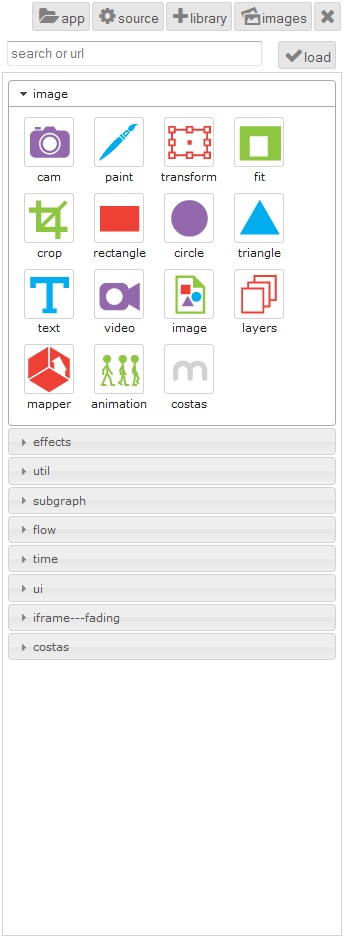 app source library images
search or url load
image
cam paint transform fit
crop rectangle circle triangle
text video image layers
mapper animation costas
effects
util
subgraph
flow
time
ui
iframe---fading
costas